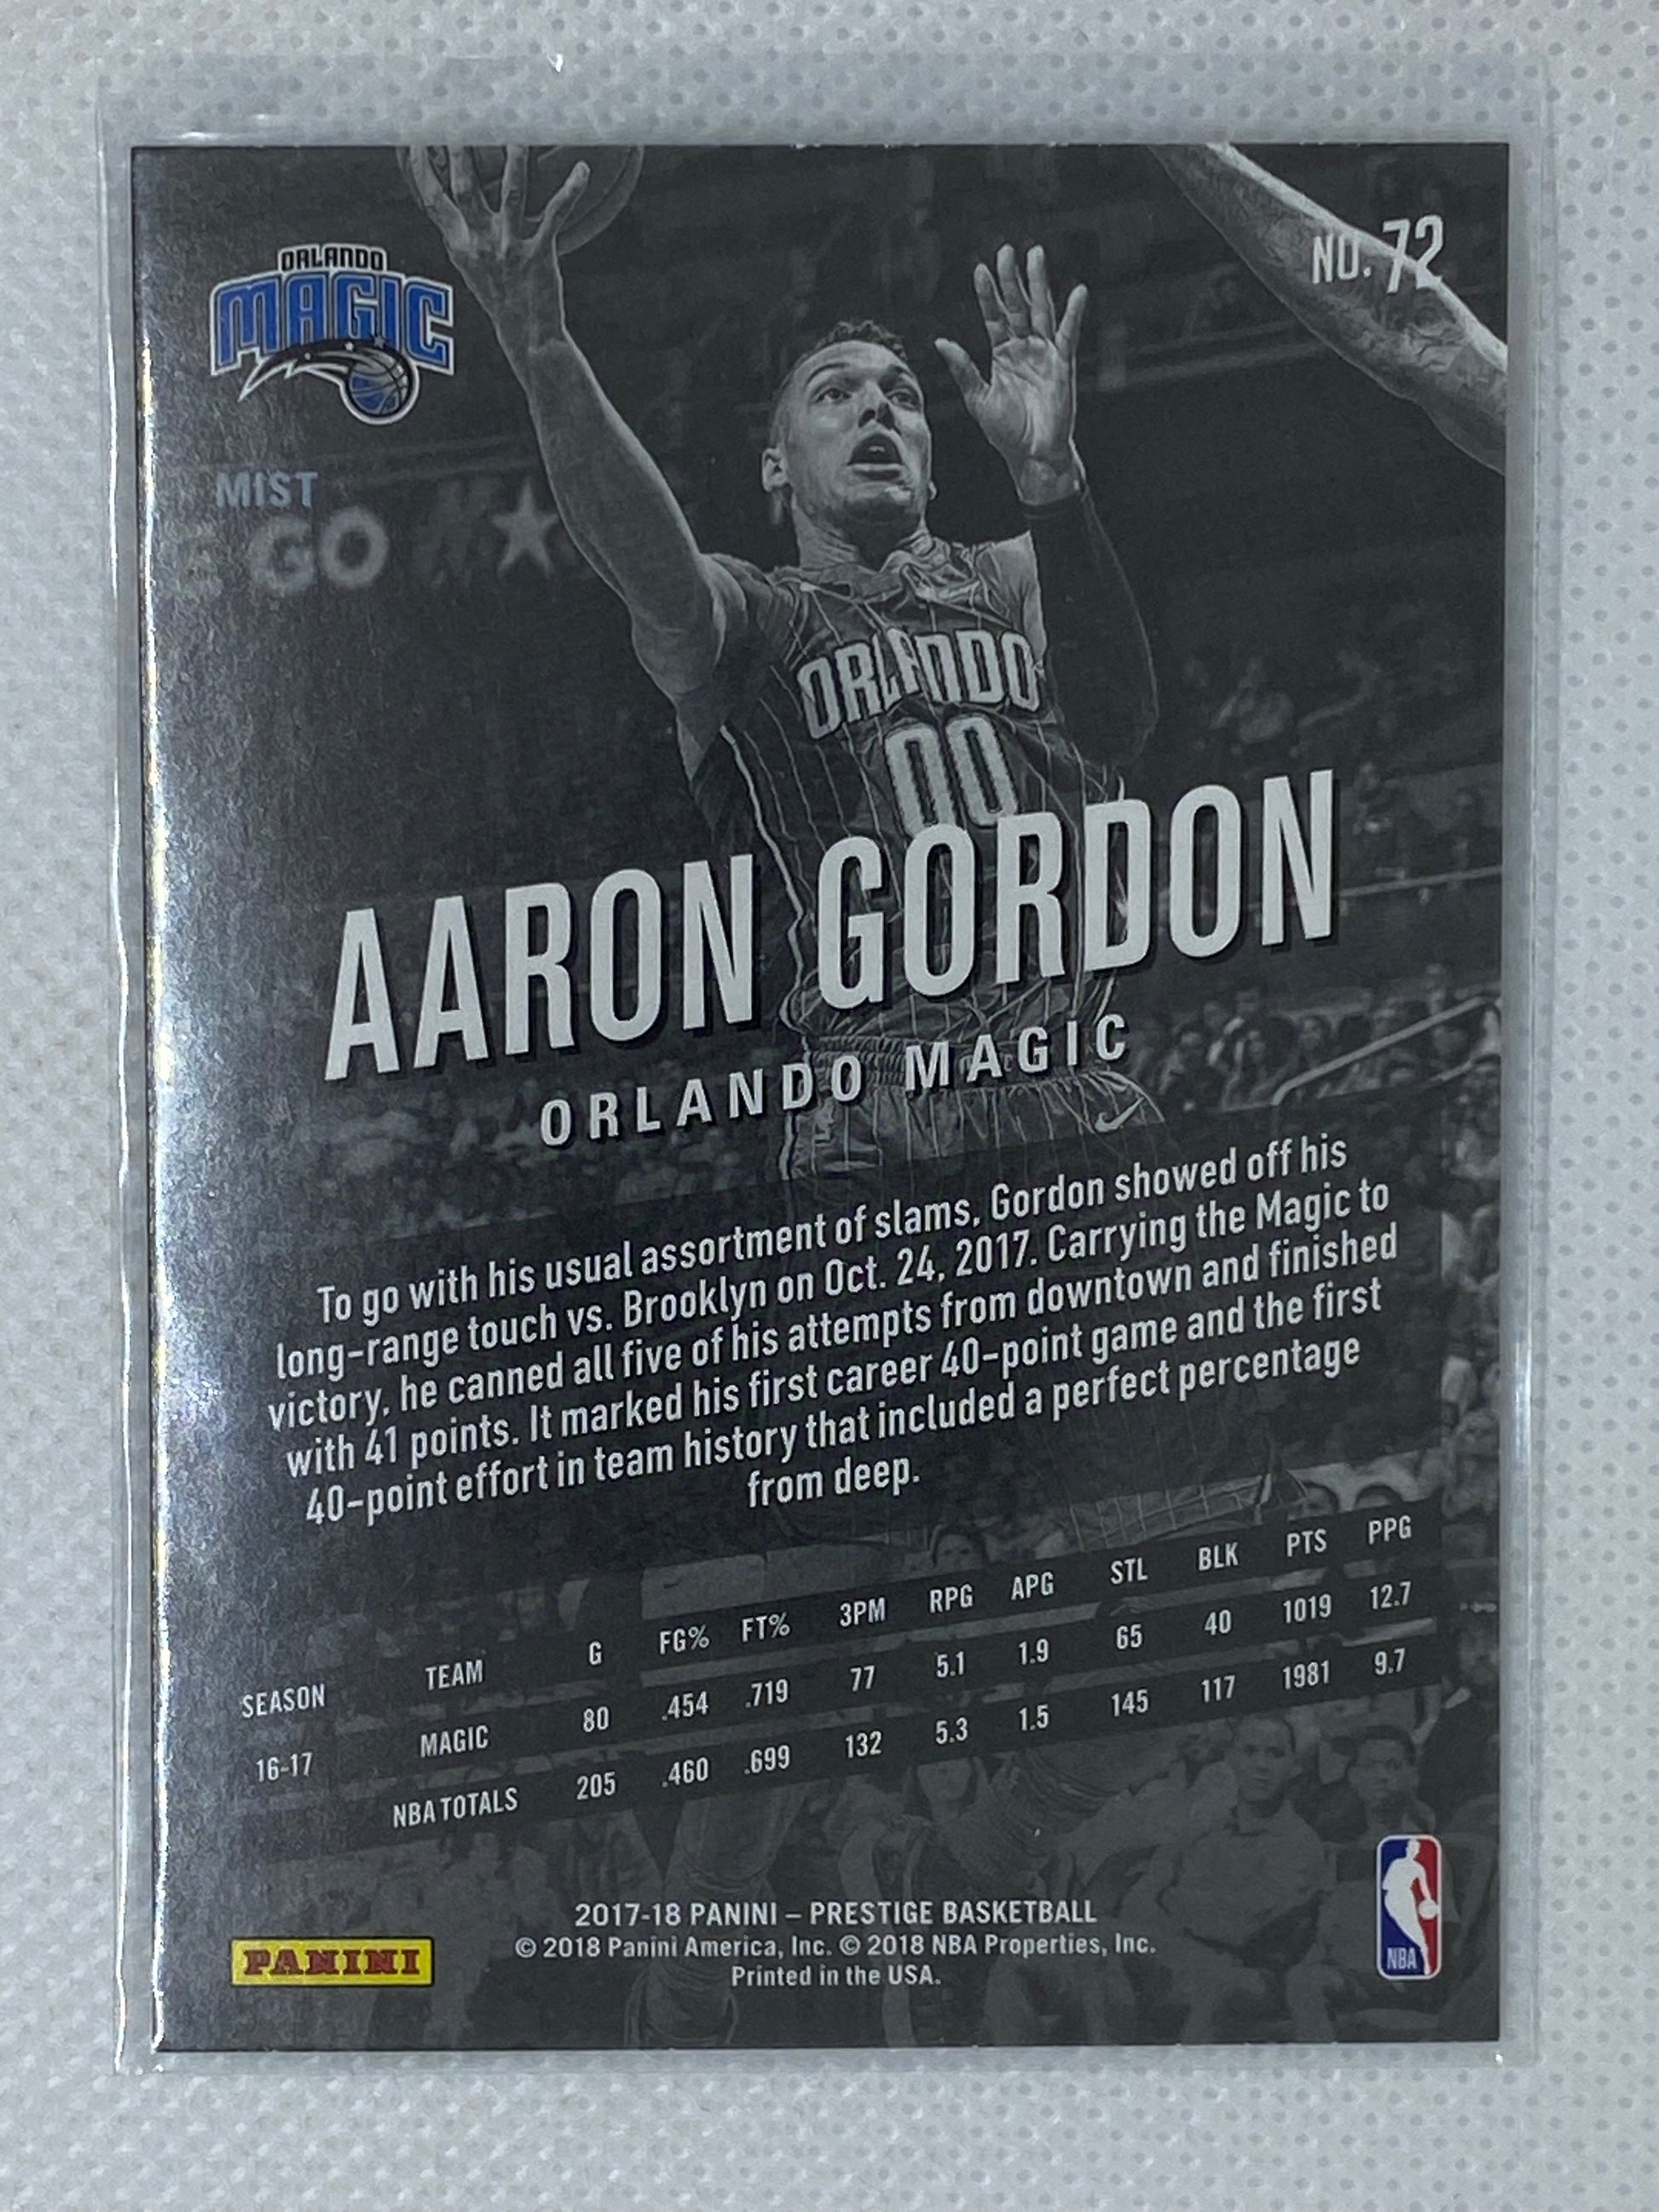 ORLANDO
MAGIC
NO. 72
MIST
GO
ORLANDO
00
AARON GORDON
ORLANDO MAGIC
To go with his usual assortment of slams, Gordon showed off his
long-range touch vs. Brooklyn on Oct. 24, 2017. Carrying the Magic to
victory, he canned all five of his attempts from downtown and finished
with 41 points. It marked his first career 40-point game and the first
40-point effort in team history that included a perfect percentage
from deep.
SEASON TEAM G FG% FT% 3PM RPG APG STL BLK PTS PPG
16-17 MAGIC 80 .454 .719 77 5.1 1.9 65 40 1019 12.7
NBA TOTALS 205 .460 .699 132 5.3 1.5 145 117 1981 9.7
2017-18 PANINI – PRESTIGE BASKETBALL
© 2018 Panini America, Inc. © 2018 NBA Properties, Inc.
Printed in the USA.
PANINI
NBA